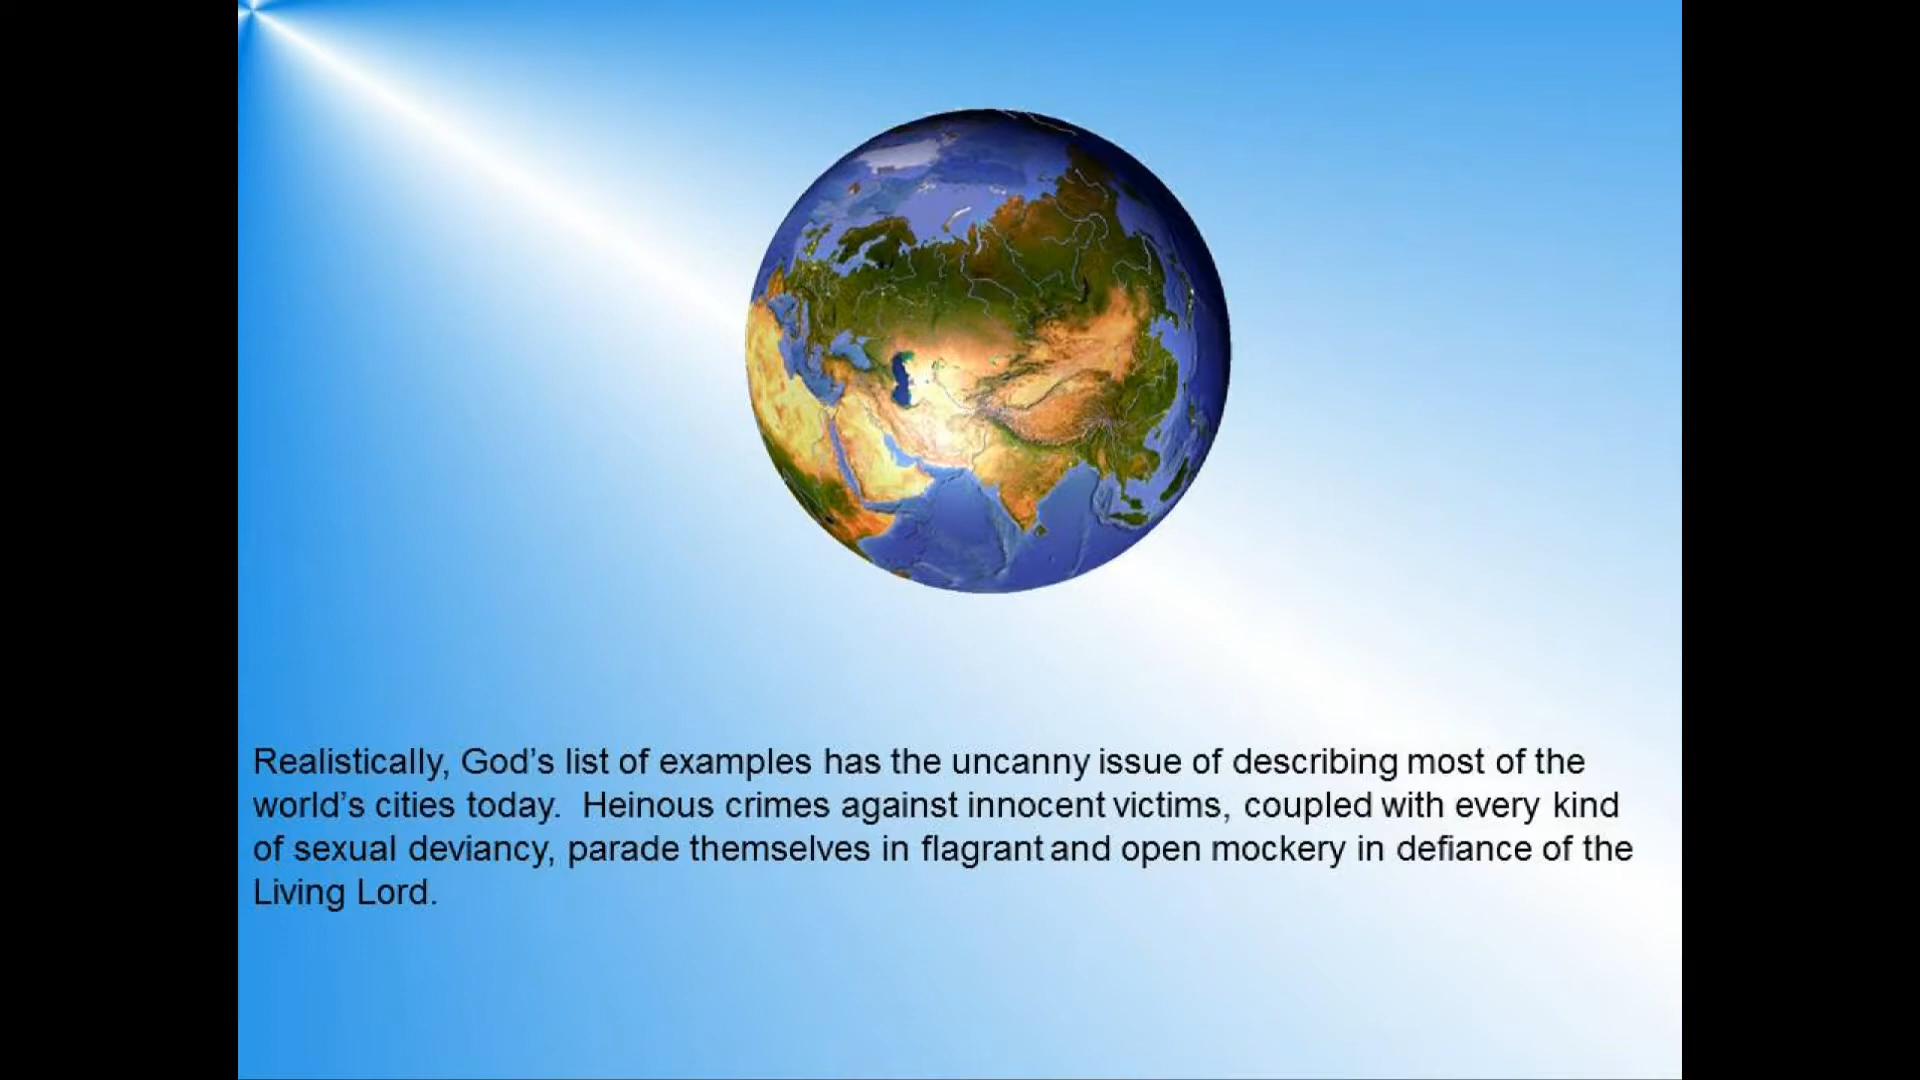 Realistically, God’s list of examples has the uncanny issue of describing most of the
world’s cities today.  Heinous crimes against innocent victims, coupled with every kind
of sexual deviancy, parade themselves in flagrant and open mockery in defiance of the
Living Lord.